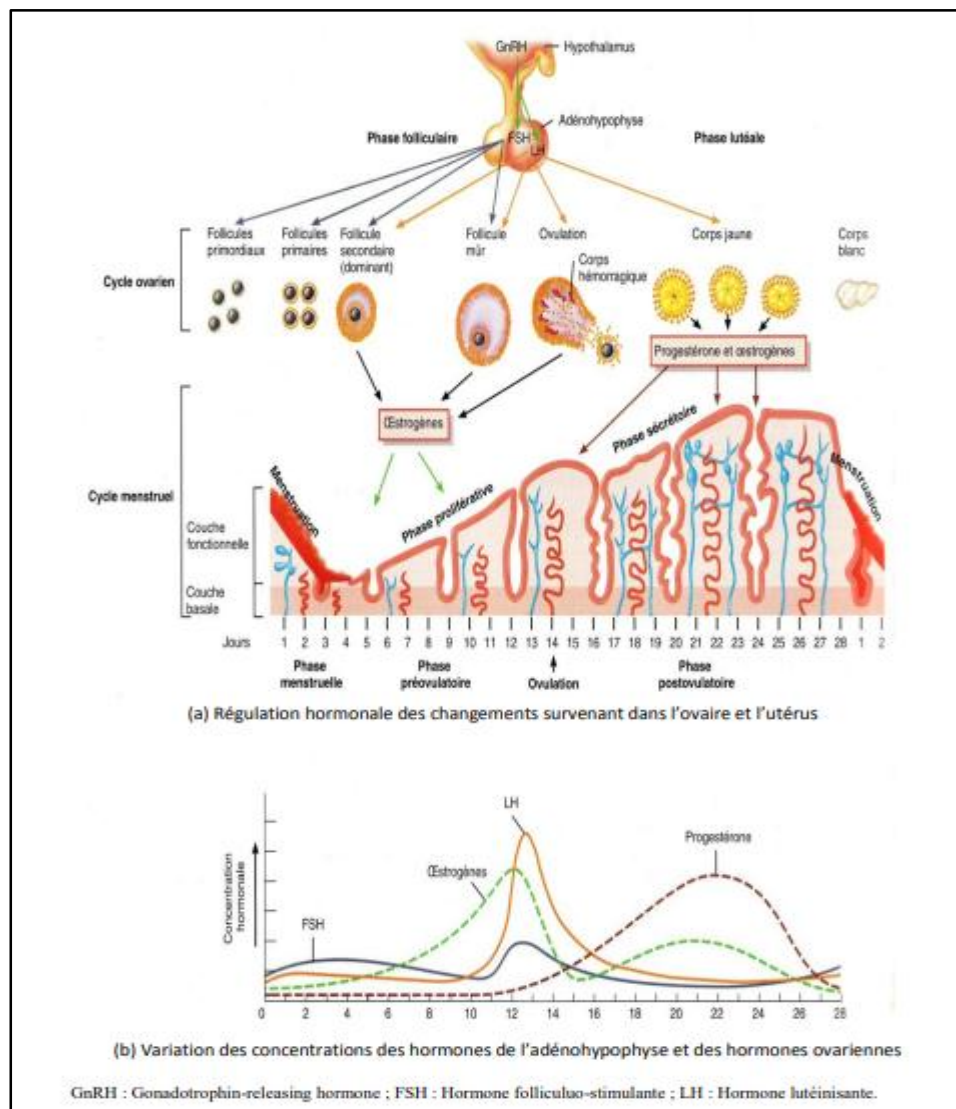 GnRH
Hypothalamus
Adénohypophyse
Phase folliculaire
FSH
LH
Phase lutéale
Follicules
primordiaux
Follicules
primaires
Follicule
secondaire
(dominant)
Follicule
mûr
Ovulation
Corps jaune
Corps
blanc
Cycle ovarien
Corps
hémorragique
Progestérone et œstrogènes
Œstrogènes
Cycle menstruel
Menstruation
Phase proliférative
Phase sécrétoire
Menstruation
Couche
fonctionnelle
Couche
basale
Jours 1 2 3 4 5 6 7 8 9 10 11 12 13 14 15 16 17 18 19 20 21 22 23 24 25 26 27 28 1 2
Phase
menstruelle
Phase
préovulatoire
Ovulation
Phase
postovulatoire
(a) Régulation hormonale des changements survenant dans l'ovaire et l'utérus
LH
Progestérone
Œstrogènes
FSH
Concentration
hormonale
0 2 4 6 8 10 12 14 16 18 20 22 24 26 28
(b) Variation des concentrations des hormones de l'adénohypophyse et des hormones ovariennes
GnRH : Gonadotrophin-releasing hormone ; FSH : Hormone folliculuo-stimulante ; LH : Hormone lutéinisante.